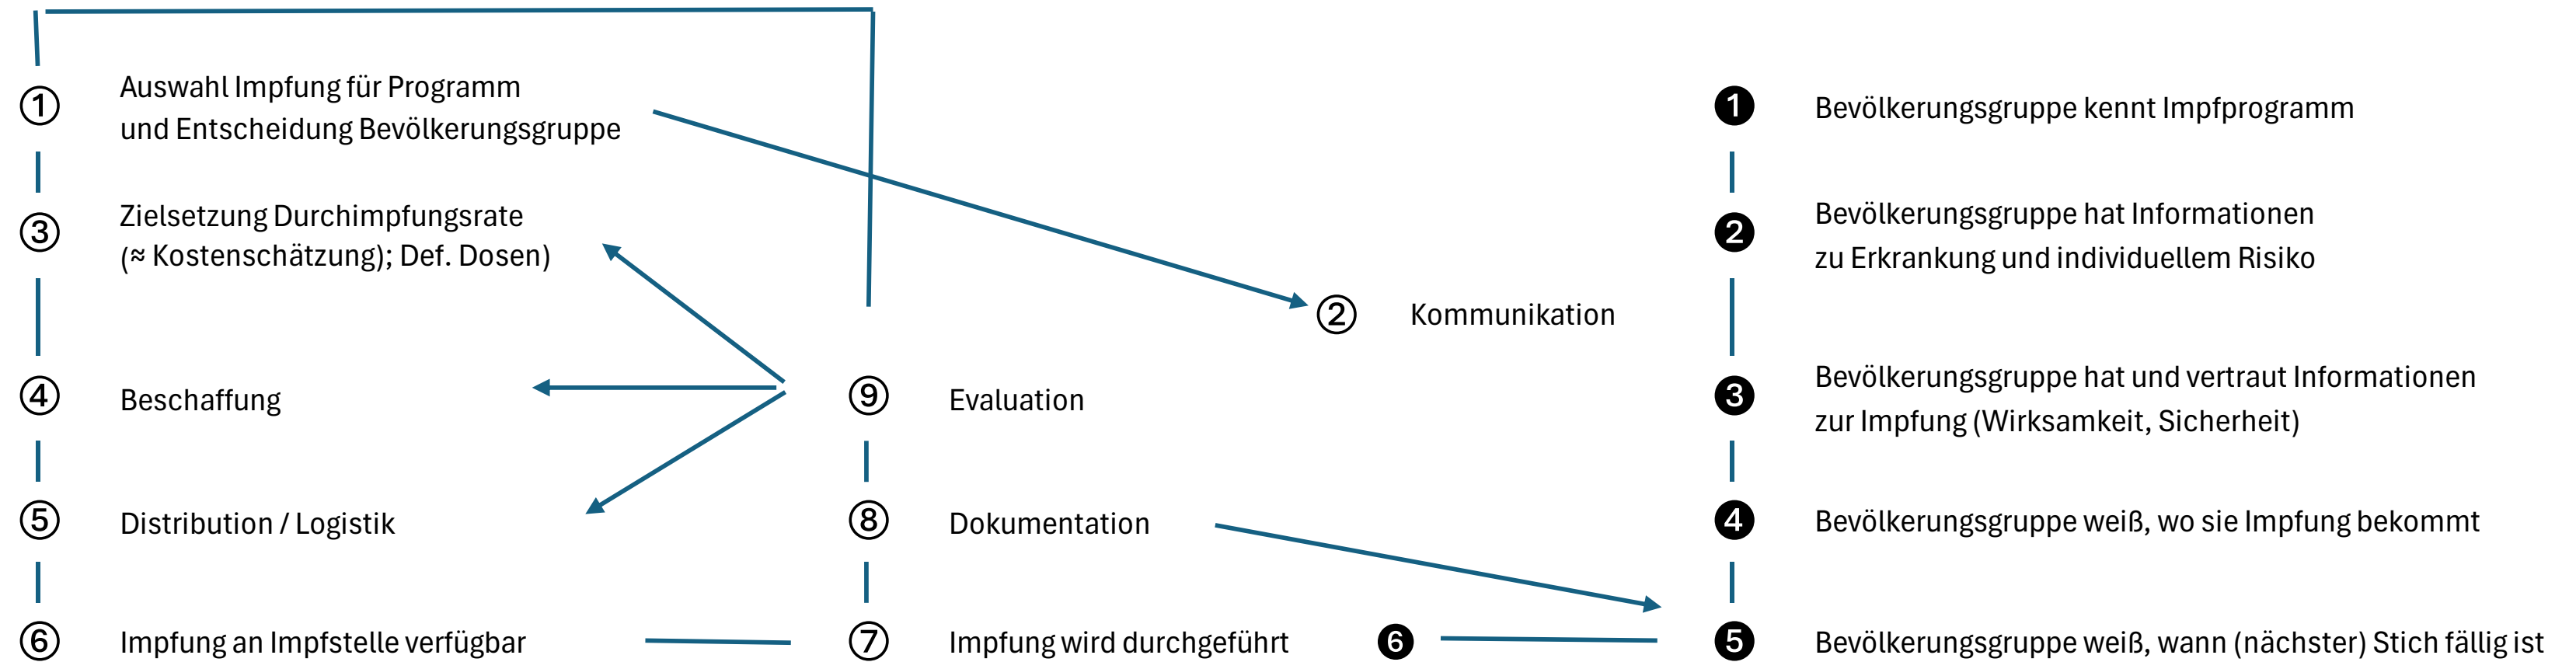 ① Auswahl Impfung für Programm
und Entscheidung Bevölkerungsgruppe
③ Zielsetzung Durchimpfungsrate
(≈ Kostenschätzung); Def. Dosen)
④ Beschaffung
⑤ Distribution / Logistik
⑥ Impfung an Impfstelle verfügbar
⑨ Evaluation
⑧ Dokumentation
⑦ Impfung wird durchgeführt ❻
② Kommunikation
❶ Bevölkerungsgruppe kennt Impfprogramm
❷ Bevölkerungsgruppe hat Informationen
zu Erkrankung und individuellem Risiko
❸ Bevölkerungsgruppe hat und vertraut Informationen
zur Impfung (Wirksamkeit, Sicherheit)
❹ Bevölkerungsgruppe weiß, wo sie Impfung bekommt
❺ Bevölkerungsgruppe weiß, wann (nächster) Stich fällig ist